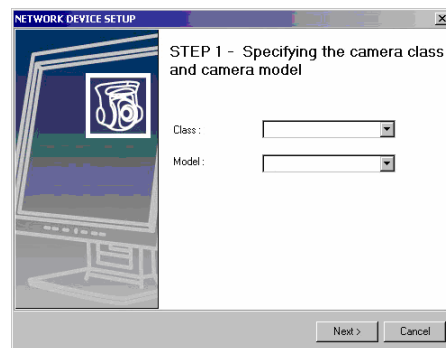 NETWORK DEVICE SETUP
STEP 1 - Specifying the camera class
and camera model
Class :
Model :
Next >
Cancel